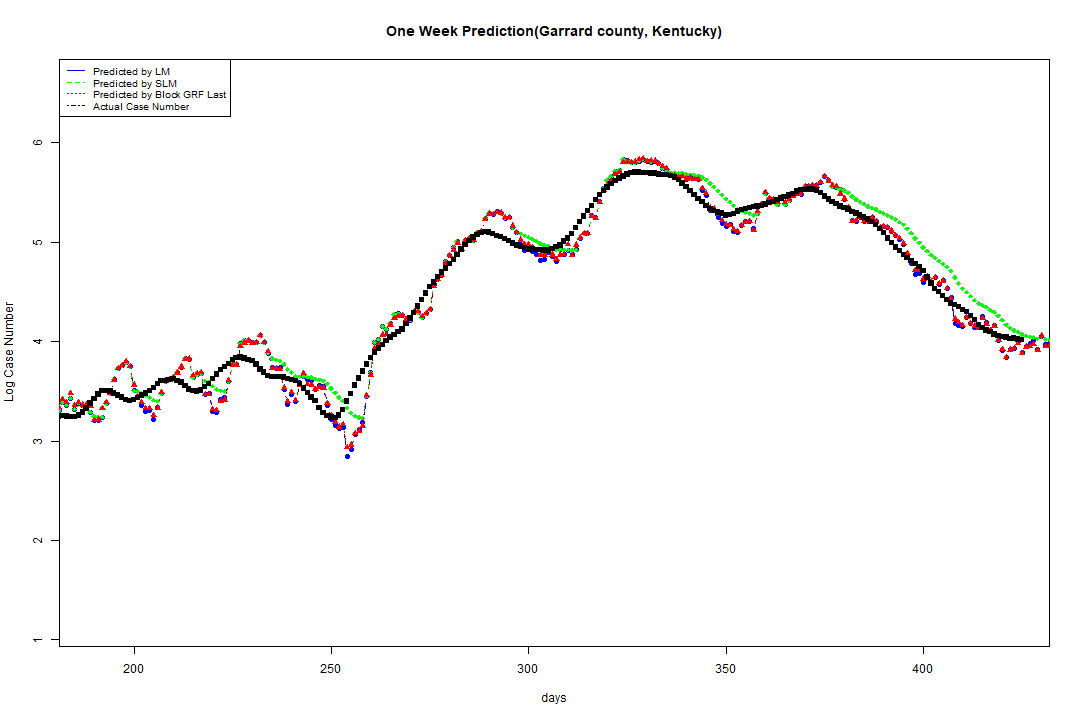 One Week Prediction(Garrard county, Kentucky)
Predicted by LM
Predicted by SLM
Predicted by Block GRF Last
Actual Case Number
Log Case Number
6
5
4
3
2
1
200 250 300 350 400
days